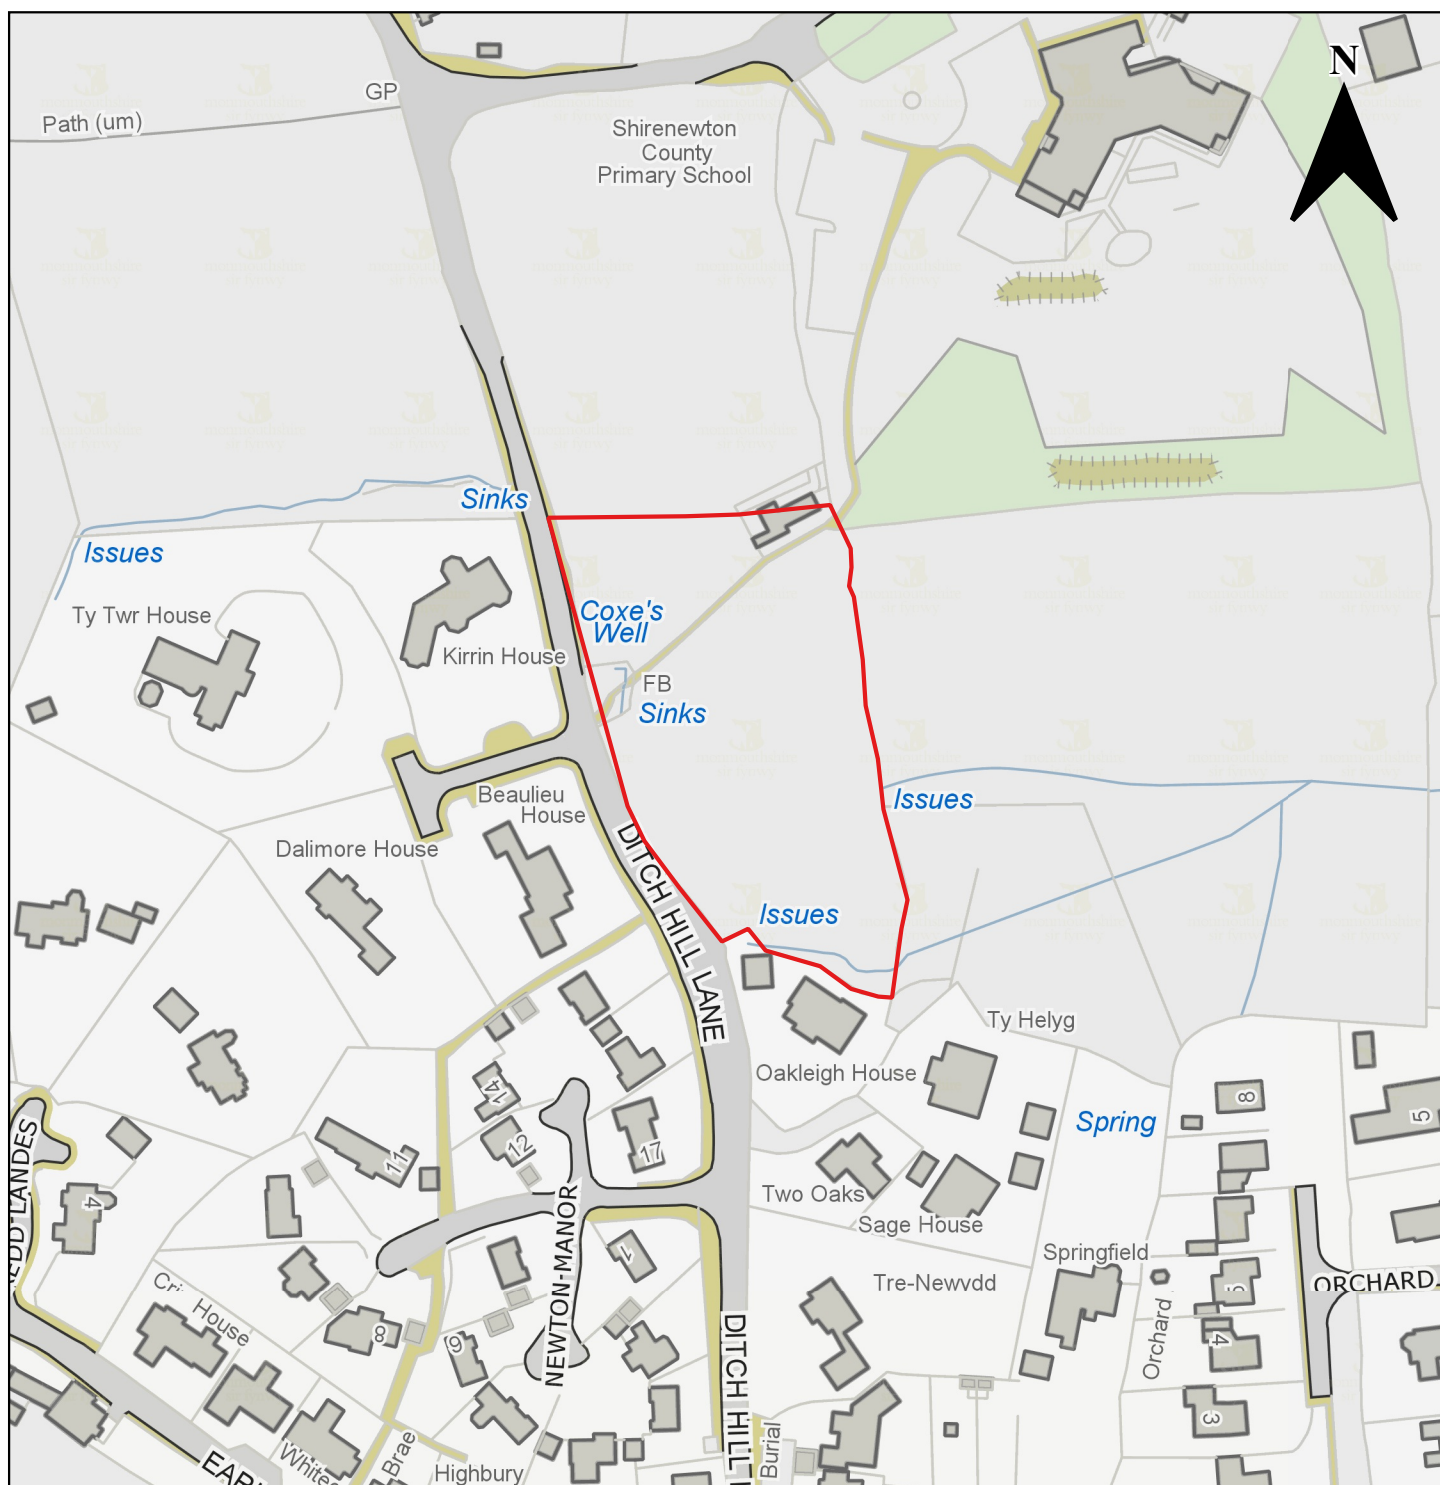 N
GP
Path (um)
Shirenewton
County
Primary School
Sinks
Issues
Ty Twr House
Coxe's
Well
Kirrin House
FB
Sinks
Beaulieu
House
Issues
Dalimore House
DITCH HILL LANE
Issues
Ty Helyg
Oakleigh House
14
12
17
11
8
5
Spring
4
Two Oaks
Sage House
NEWTON-MANOR
1
Springfield
Tre-Newvdd
ORCHARD
Orchard
House
8
9
4
3
DITCH HILL
Brae
Highbury
Burial